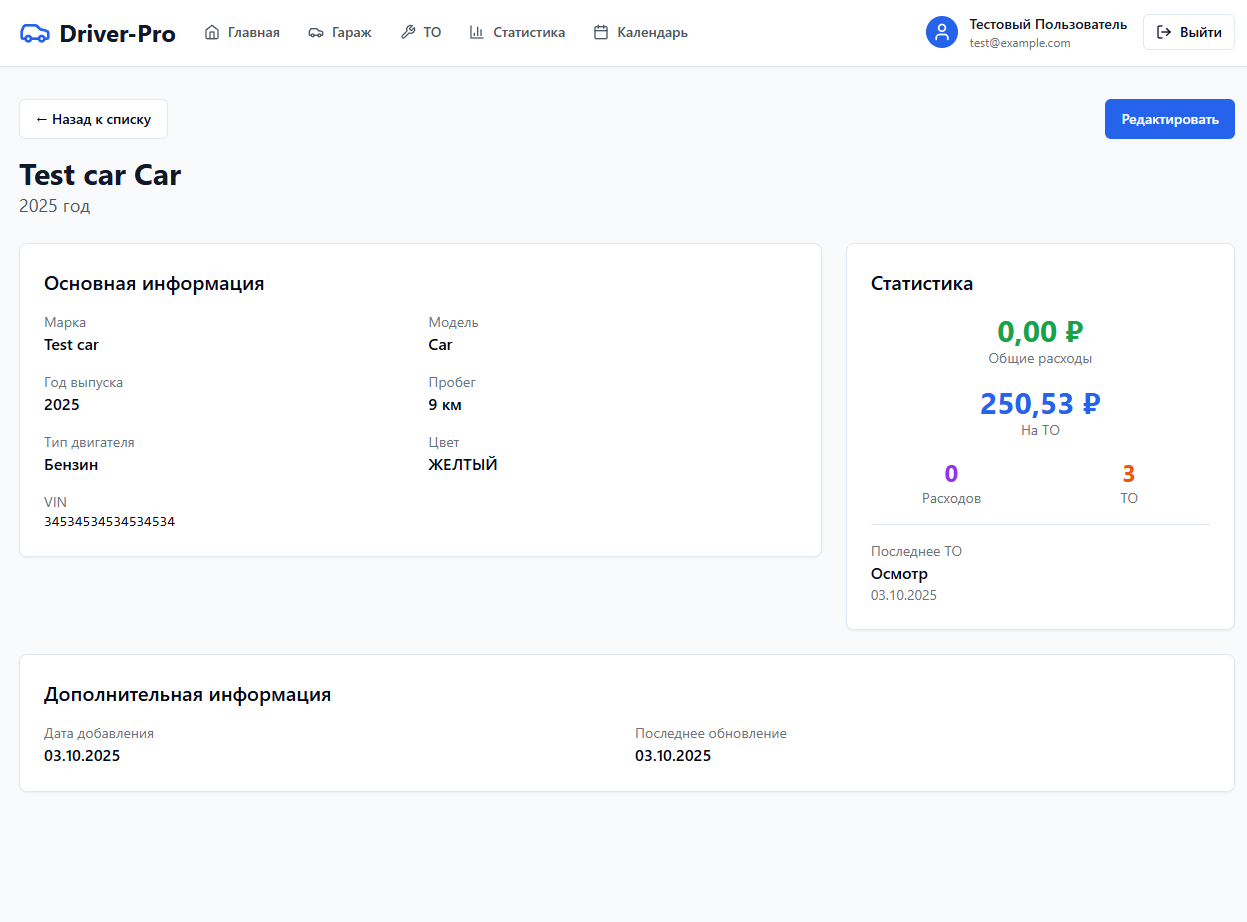 Driver-Pro
Главная
Гараж
ТО
Статистика
Календарь
Тестовый Пользователь
test@example.com
Выйти
← Назад к списку
Редактировать
Test car Car
2025 год
Основная информация
Марка
Test car
Модель
Car
Год выпуска
2025
Пробег
9 км
Тип двигателя
Бензин
Цвет
ЖЕЛТЫЙ
VIN
34534534534534534
Статистика
0,00 ₽
Общие расходы
250,53 ₽
На ТО
0
Расходов
3
ТО
Последнее ТО
Осмотр
03.10.2025
Дополнительная информация
Дата добавления
03.10.2025
Последнее обновление
03.10.2025